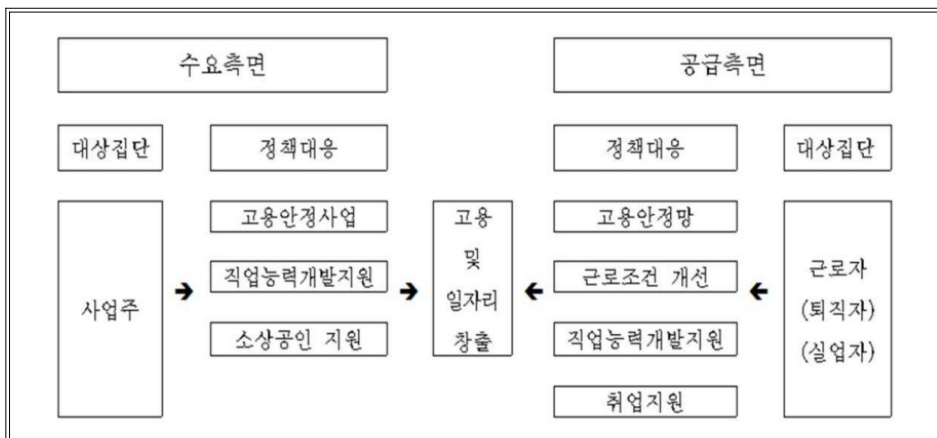 수요측면
공급측면
대상집단
정책대응
정책대응
대상집단
사업주
고용안정사업
직업능력개발지원
소상공인 지원
고용
및
일자리
창출
고용안정망
근로조건 개선
직업능력개발지원
취업지원
근로자
(퇴직자)
(실업자)